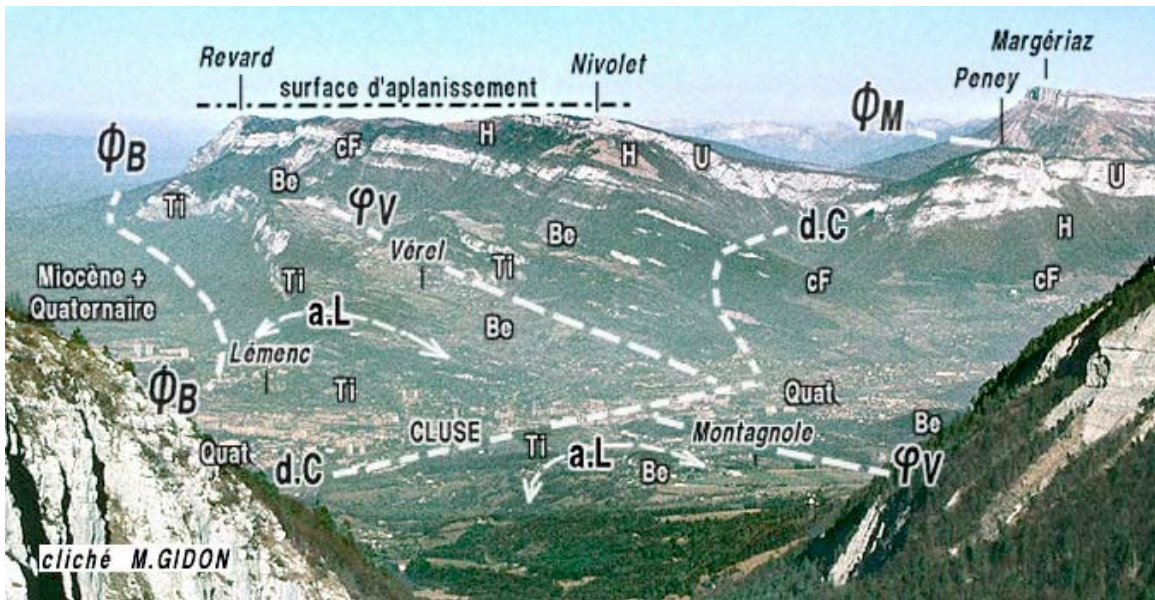 Margériaz
Revard
Nivolet
Peney
surface d'aplanissement
ϕM
H
ϕB
cF
H
U
U
Be
Ti
φV
d.C
H
Be
Vérel
Ti
Ti
cF
cF
Miocène +
Quaternaire
a.L
Be
Lémenc
ϕB
Ti
Quat
CLUSE
Montagnole
Be
Quat
d.C
Ti
a.L
Be
φV
cliché M.GIDON